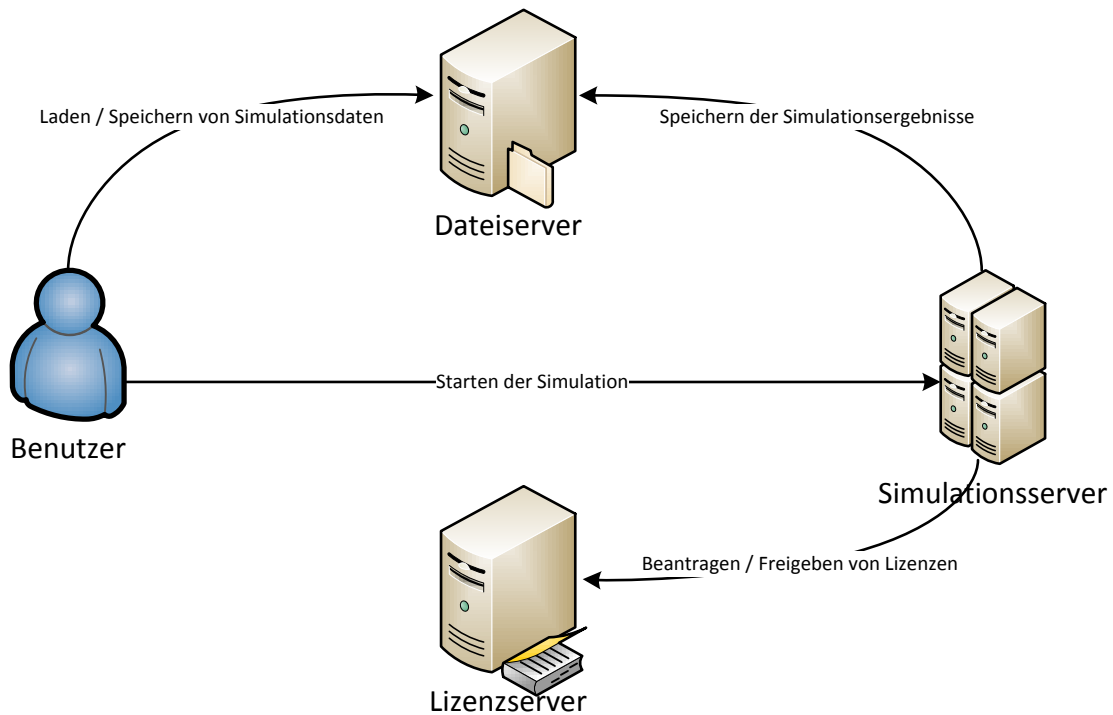 Laden / Speichern von Simulationsdaten
Speichern der Simulationsergebnisse
Dateiserver
Starten der Simulation
Benutzer
Simulationsserver
Beantragen / Freigeben von Lizenzen
Lizenzserver